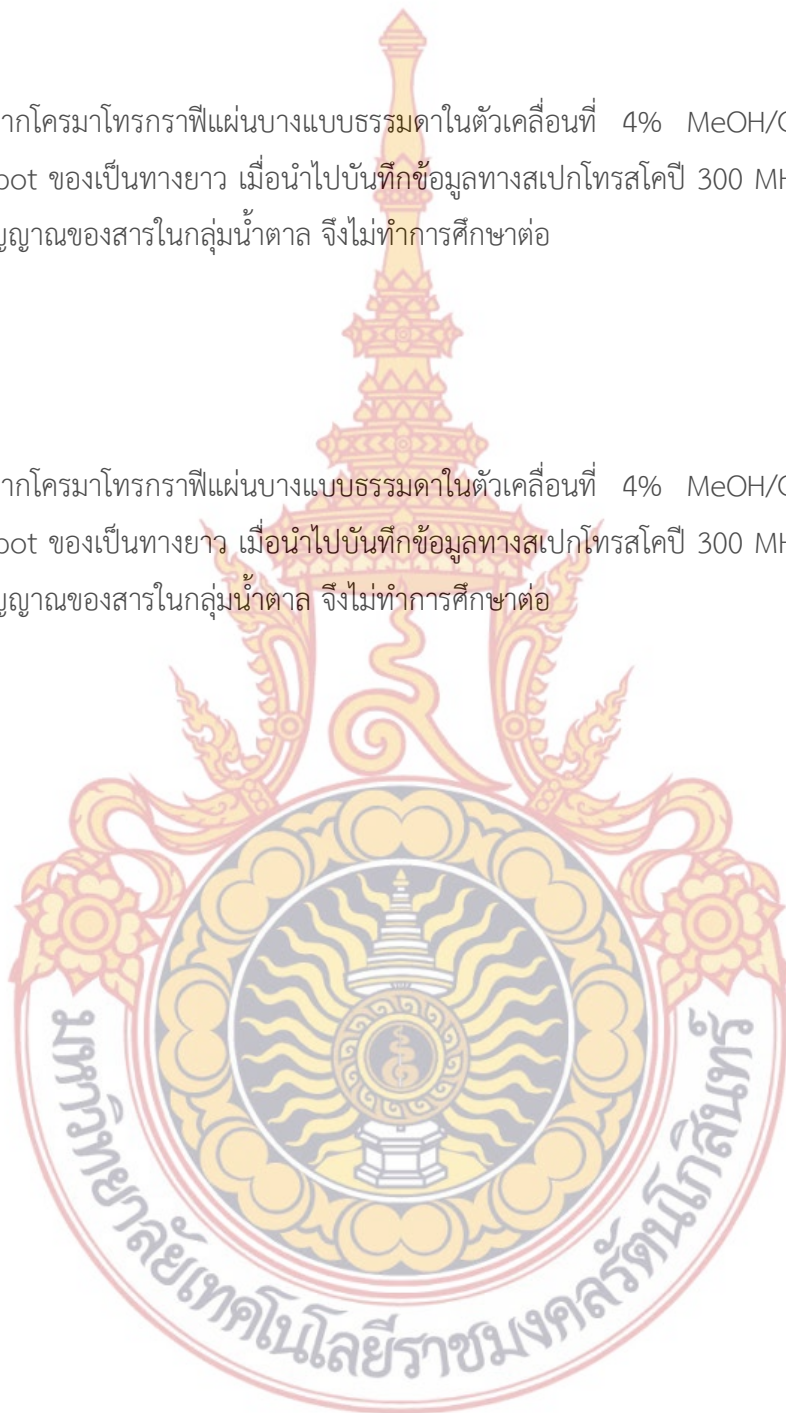 ากโครมาโทรกราฟีแผ่นบางแบบธรรมดาในตัวเคลื่อนที่ 4% MeOH/
pot ของเป็นทางยาว เมื่อนำไปบันทึกข้อมูลทางสเปกโทรสโคปี 300 MH
ญญาณของสารในกลุ่มน้ำตาล จึงไม่ทำการศึกษาต่อ
ากโครมาโทรกราฟีแผ่นบางแบบธรรมดาในตัวเคลื่อนที่ 4% MeOH/
pot ของเป็นทางยาว เมื่อนำไปบันทึกข้อมูลทางสเปกโทรสโคปี 300 MH
ญญาณของสารในกลุ่มน้ำตาล จึงไม่ทำการศึกษาต่อ
มหาวิทยาลัยเทคโนโลยีราชมงคลรัตนโกสินทร์